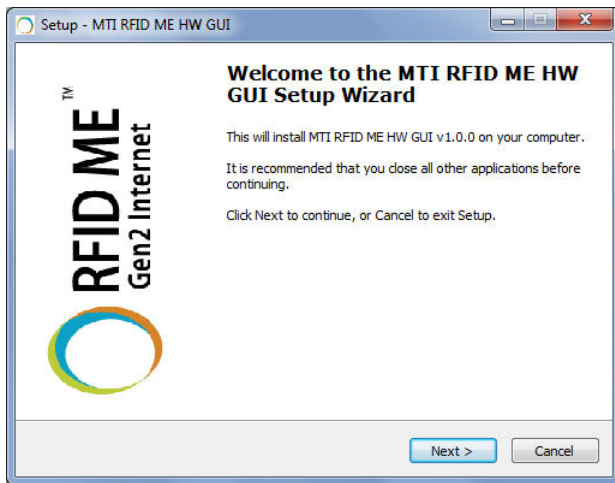 Setup - MTI RFID ME HW GUI
Welcome to the MTI RFID ME HW
GUI Setup Wizard
This will install MTI RFID ME HW GUI v1.0.0 on your computer.
It is recommended that you close all other applications before
continuing.
Click Next to continue, or Cancel to exit Setup.
RFID ME™
Gen2 Internet
Next >
Cancel